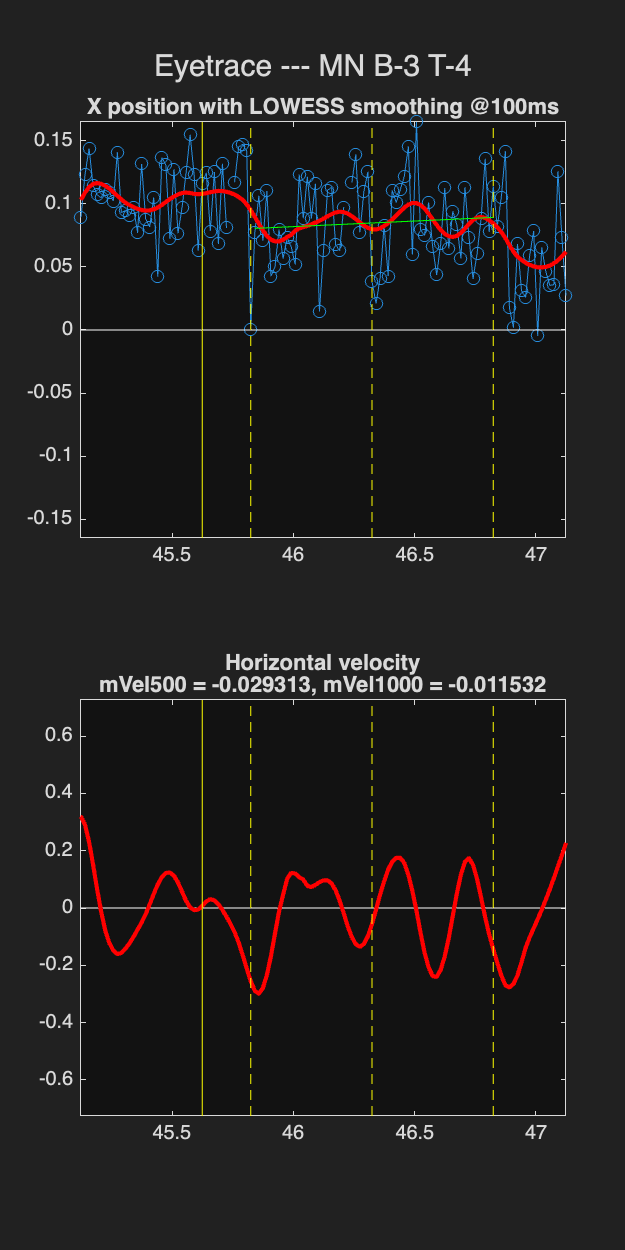 Eyetrace --- MN B-3 T-4
X position with LOWESS smoothing @100ms
0.15
0.1
0.05
0
-0.05
-0.1
-0.15
45.5 46 46.5 47
Horizontal velocity
mVel500 = -0.029313, mVel1000 = -0.011532
0.6
0.4
0.2
0
-0.2
-0.4
-0.6
45.5 46 46.5 47